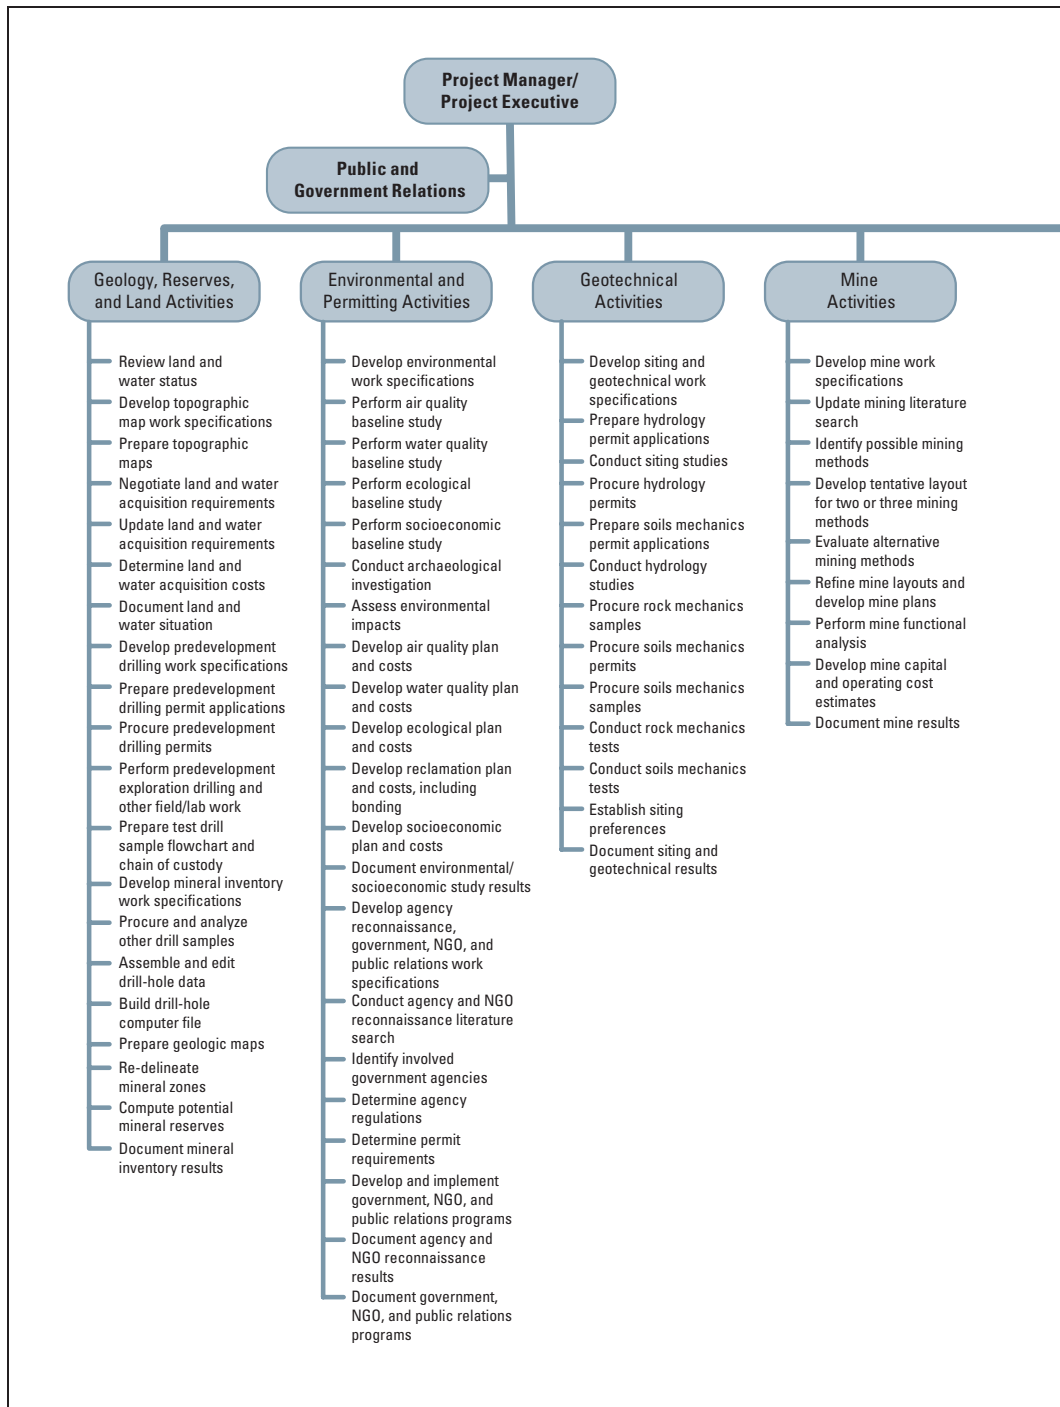 Project Manager/
Project Executive
Public and
Government Relations
Geology, Reserves,
and Land Activities
Review land and
water status
Develop topographic
map work specifications
Prepare topographic
maps
Negotiate land and water
acquisition requirements
Update land and water
acquisition requirements
Determine land and
water acquisition costs
Document land and
water situation
Develop predevelopment
drilling work specifications
Prepare predevelopment
drilling permit applications
Procure predevelopment
drilling permits
Perform predevelopment
exploration drilling and
other field/lab work
Prepare test drill
sample flowchart and
chain of custody
Develop mineral inventory
work specifications
Procure and analyze
other drill samples
Assemble and edit
drill-hole data
Build drill-hole
computer file
Prepare geologic maps
Re-delineate
mineral zones
Compute potential
mineral reserves
Document mineral
inventory results
Environmental and
Permitting Activities
Develop environmental
work specifications
Perform air quality
baseline study
Perform water quality
baseline study
Perform ecological
baseline study
Perform socioeconomic
baseline study
Conduct archaeological
investigation
Assess environmental
impacts
Develop air quality plan
and costs
Develop water quality plan
and costs
Develop ecological plan
and costs
Develop reclamation plan
and costs, including
bonding
Develop socioeconomic
plan and costs
Document environmental/
socioeconomic study results
Develop agency
reconnaissance,
government, NGO, and
public relations work
specifications
Conduct agency and NGO
reconnaissance literature
search
Identify involved
government agencies
Determine agency
regulations
Determine permit
requirements
Develop and implement
government, NGO, and
public relations programs
Document agency and
NGO reconnaissance
results
Document government,
NGO, and public relations
programs
Geotechnical
Activities
Develop siting and
geotechnical work
specifications
Prepare hydrology
permit applications
Conduct siting studies
Procure hydrology
permits
Prepare soils mechanics
permit applications
Conduct hydrology
studies
Procure rock mechanics
samples
Procure soils mechanics
permits
Procure soils mechanics
samples
Conduct rock mechanics
tests
Conduct soils mechanics
tests
Establish siting
preferences
Document siting and
geotechnical results
Mine
Activities
Develop mine work
specifications
Update mining literature
search
Identify possible mining
methods
Develop tentative layout
for two or three mining
methods
Evaluate alternative
mining methods
Refine mine layouts and
develop mine plans
Perform mine functional
analysis
Develop mine capital
and operating cost
estimates
Document mine results